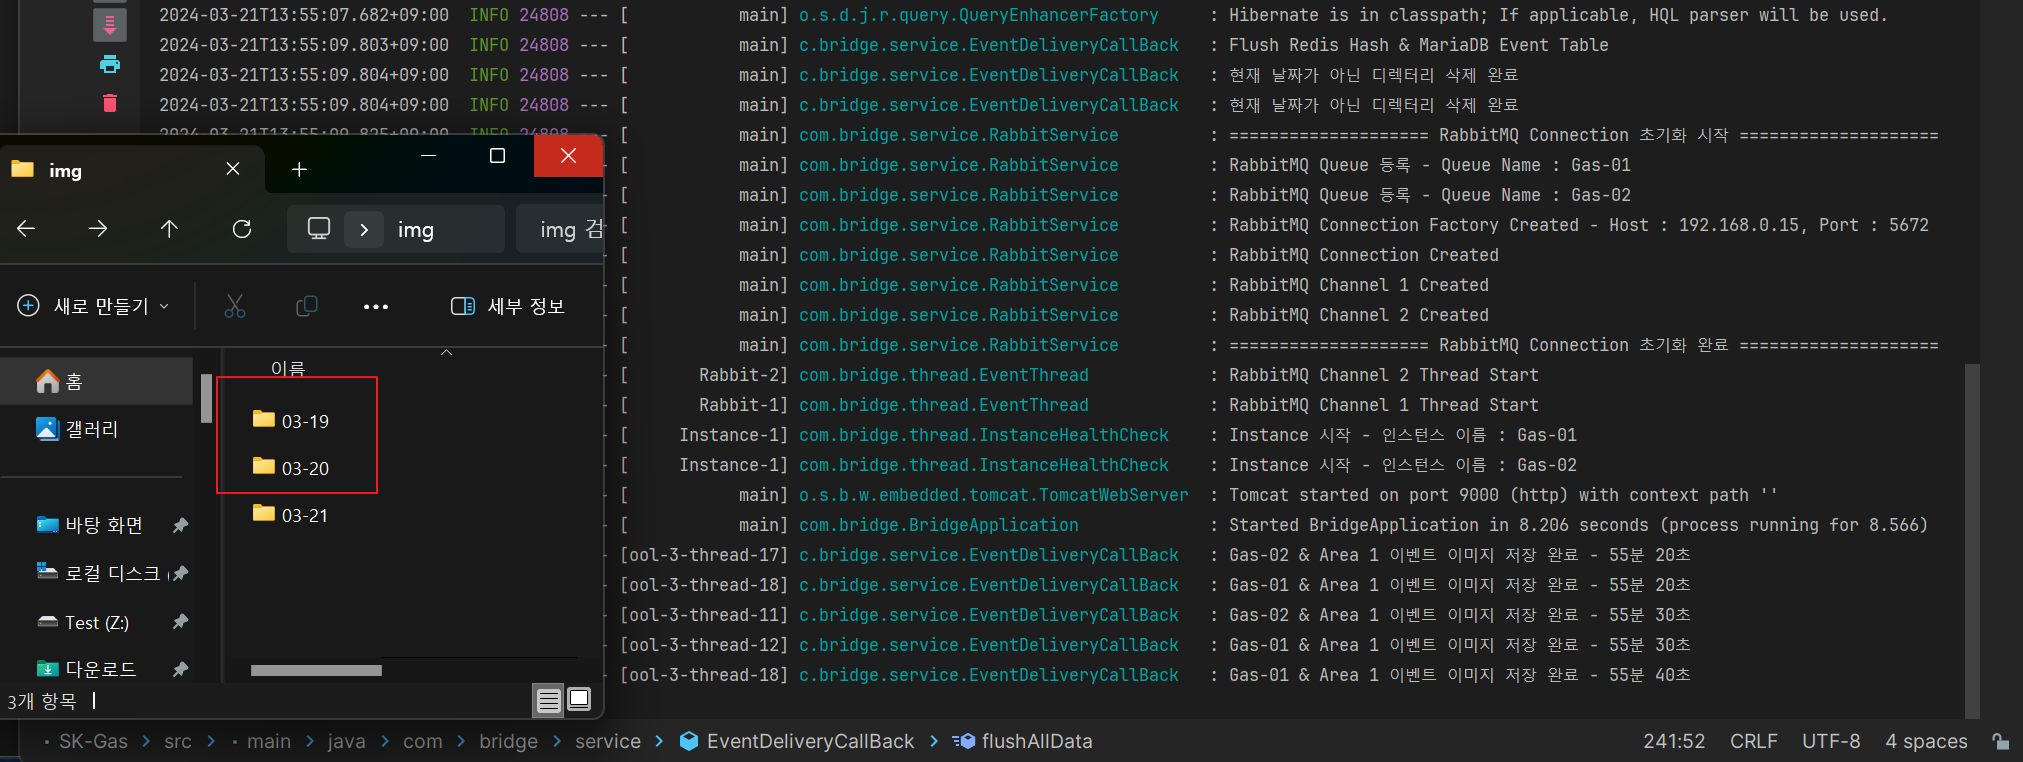 2024-03-21T13:55:07.682+09:00  INFO 24808 --- [           main] o.s.d.j.r.query.QueryEnhancerFactory     : Hibernate is in classpath; If applicable, HQL parser will be used.
2024-03-21T13:55:09.803+09:00  INFO 24808 --- [           main] c.bridge.service.EventDeliveryCallBack   : Flush Redis Hash & MariaDB Event Table
2024-03-21T13:55:09.804+09:00  INFO 24808 --- [           main] c.bridge.service.EventDeliveryCallBack   : 현재 날짜가 아닌 디렉터리 삭제 완료
2024-03-21T13:55:09.804+09:00  INFO 24808 --- [           main] c.bridge.service.EventDeliveryCallBack   : 현재 날짜가 아닌 디렉터리 삭제 완료
2024-03-21T13:55:09.825+09:00  INFO 24808 --- [           main] com.bridge.service.RabbitService         : ==================== RabbitMQ Connection 초기화 시작 ====================
[           main] com.bridge.service.RabbitService         : RabbitMQ Queue 등록 - Queue Name : Gas-01
[           main] com.bridge.service.RabbitService         : RabbitMQ Queue 등록 - Queue Name : Gas-02
[           main] com.bridge.service.RabbitService         : RabbitMQ Connection Factory Created - Host : 192.168.0.15, Port : 5672
[           main] com.bridge.service.RabbitService         : RabbitMQ Connection Created
[           main] com.bridge.service.RabbitService         : RabbitMQ Channel 1 Created
[           main] com.bridge.service.RabbitService         : RabbitMQ Channel 2 Created
[           main] com.bridge.service.RabbitService         : ==================== RabbitMQ Connection 초기화 완료 ====================
[       Rabbit-2] com.bridge.thread.EventThread            : RabbitMQ Channel 2 Thread Start
[       Rabbit-1] com.bridge.thread.EventThread            : RabbitMQ Channel 1 Thread Start
[     Instance-1] com.bridge.thread.InstanceHealthCheck    : Instance 시작 - 인스턴스 이름 : Gas-01
[     Instance-1] com.bridge.thread.InstanceHealthCheck    : Instance 시작 - 인스턴스 이름 : Gas-02
[           main] o.s.b.w.embedded.tomcat.TomcatWebServer  : Tomcat started on port 9000 (http) with context path ''
[           main] com.bridge.BridgeApplication             : Started BridgeApplication in 8.206 seconds (process running for 8.566)
[ool-3-thread-17] c.bridge.service.EventDeliveryCallBack   : Gas-02 & Area 1 이벤트 이미지 저장 완료 - 55분 20초
[ool-3-thread-18] c.bridge.service.EventDeliveryCallBack   : Gas-01 & Area 1 이벤트 이미지 저장 완료 - 55분 20초
[ool-3-thread-11] c.bridge.service.EventDeliveryCallBack   : Gas-02 & Area 1 이벤트 이미지 저장 완료 - 55분 30초
[ool-3-thread-12] c.bridge.service.EventDeliveryCallBack   : Gas-01 & Area 1 이벤트 이미지 저장 완료 - 55분 30초
[ool-3-thread-18] c.bridge.service.EventDeliveryCallBack   : Gas-01 & Area 1 이벤트 이미지 저장 완료 - 55분 40초
img
img
img 검
새로 만들기
세부 정보
이름
홈
갤러리
바탕 화면
로컬 디스크
Test (Z:)
다운로드
03-19
03-20
03-21
3개 항목
SK-Gas > src > main > java > com > bridge > service > EventDeliveryCallBack > flushAllData
241:52 CRLF UTF-8 4 spaces